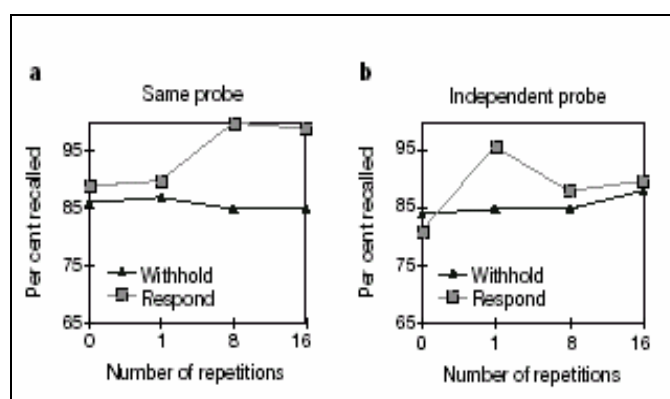 a
Same probe
Per cent recalled
95
85
75
65
Withhold
Respond
0 1 8 16
Number of repetitions
b
Independent probe
Per cent recalled
95
85
75
65
Withhold
Respond
0 1 8 16
Number of repetitions